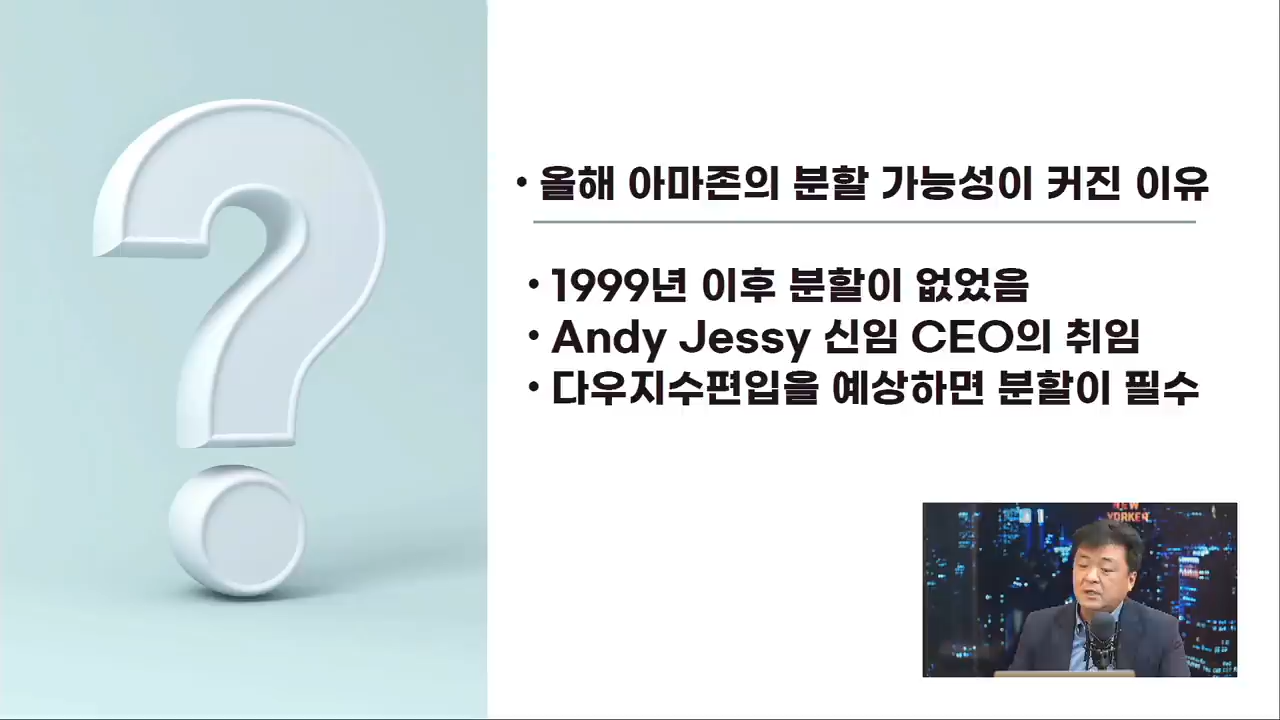 • 올해 아마존의 분할 가능성이 커진 이유
• 1999년 이후 분할이 없었음
• Andy Jessy 신임 CEO의 취임
• 다우지수편입을 예상하면 분할이 필수
NEW
YORKER